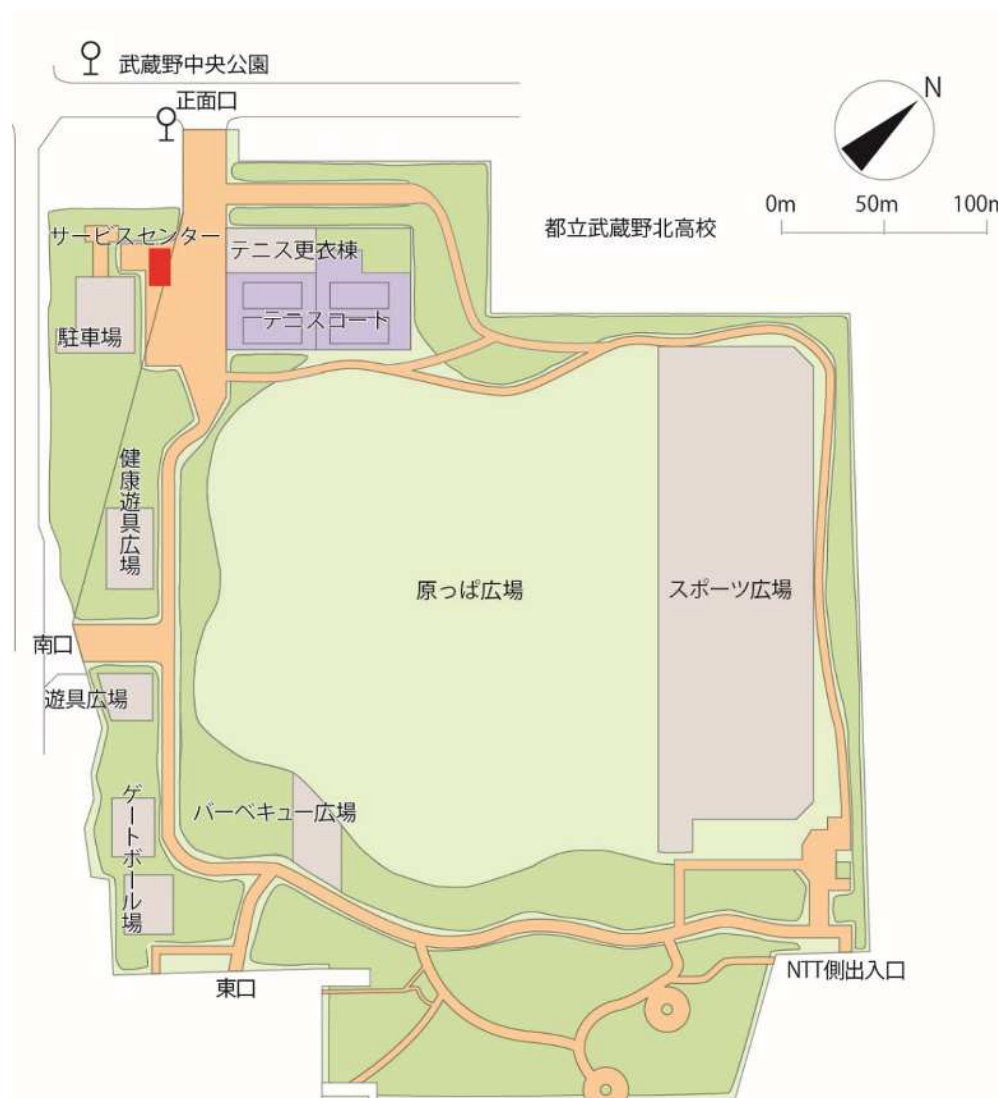 武蔵野中央公園
正面口
N
0m 50m 100m
都立武蔵野北高校
サービスセンター
テニス更衣棟
テニスコート
駐車場
健康遊具広場
原っぱ広場
スポーツ広場
南口
遊具広場
ゲートボール場
バーベキュー広場
東口
NTT側出入口